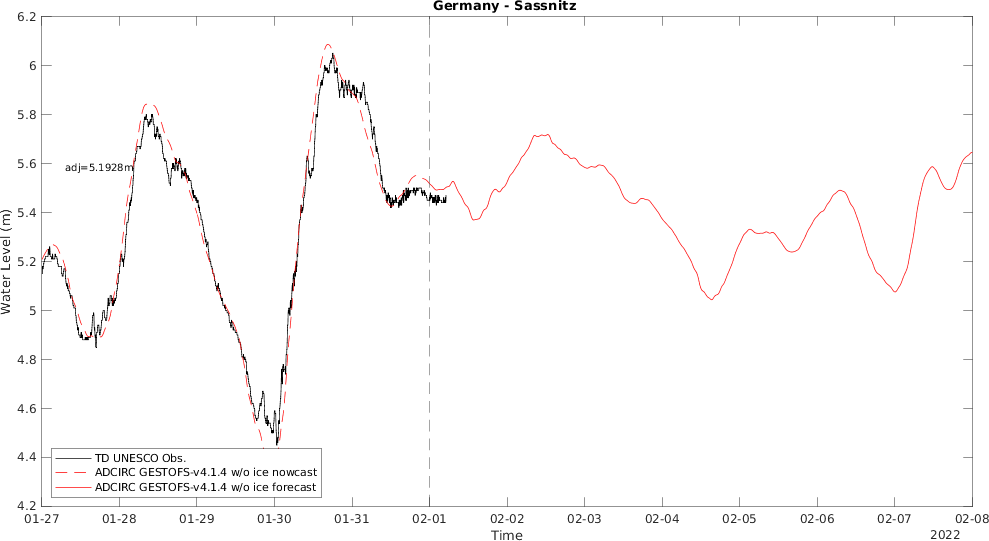 Germany - Sassnitz
6.2
6
5.8
5.6
5.4
5.2
5
4.8
4.6
4.4
4.2
Water Level (m)
adj=5.1928m
TD UNESCO Obs.
ADCIRC GESTOFS-v4.1.4 w/o ice nowcast
ADCIRC GESTOFS-v4.1.4 w/o ice forecast
01-27 01-28 01-29 01-30 01-31 02-01 02-02 02-03 02-04 02-05 02-06 02-07 02-08
Time
2022